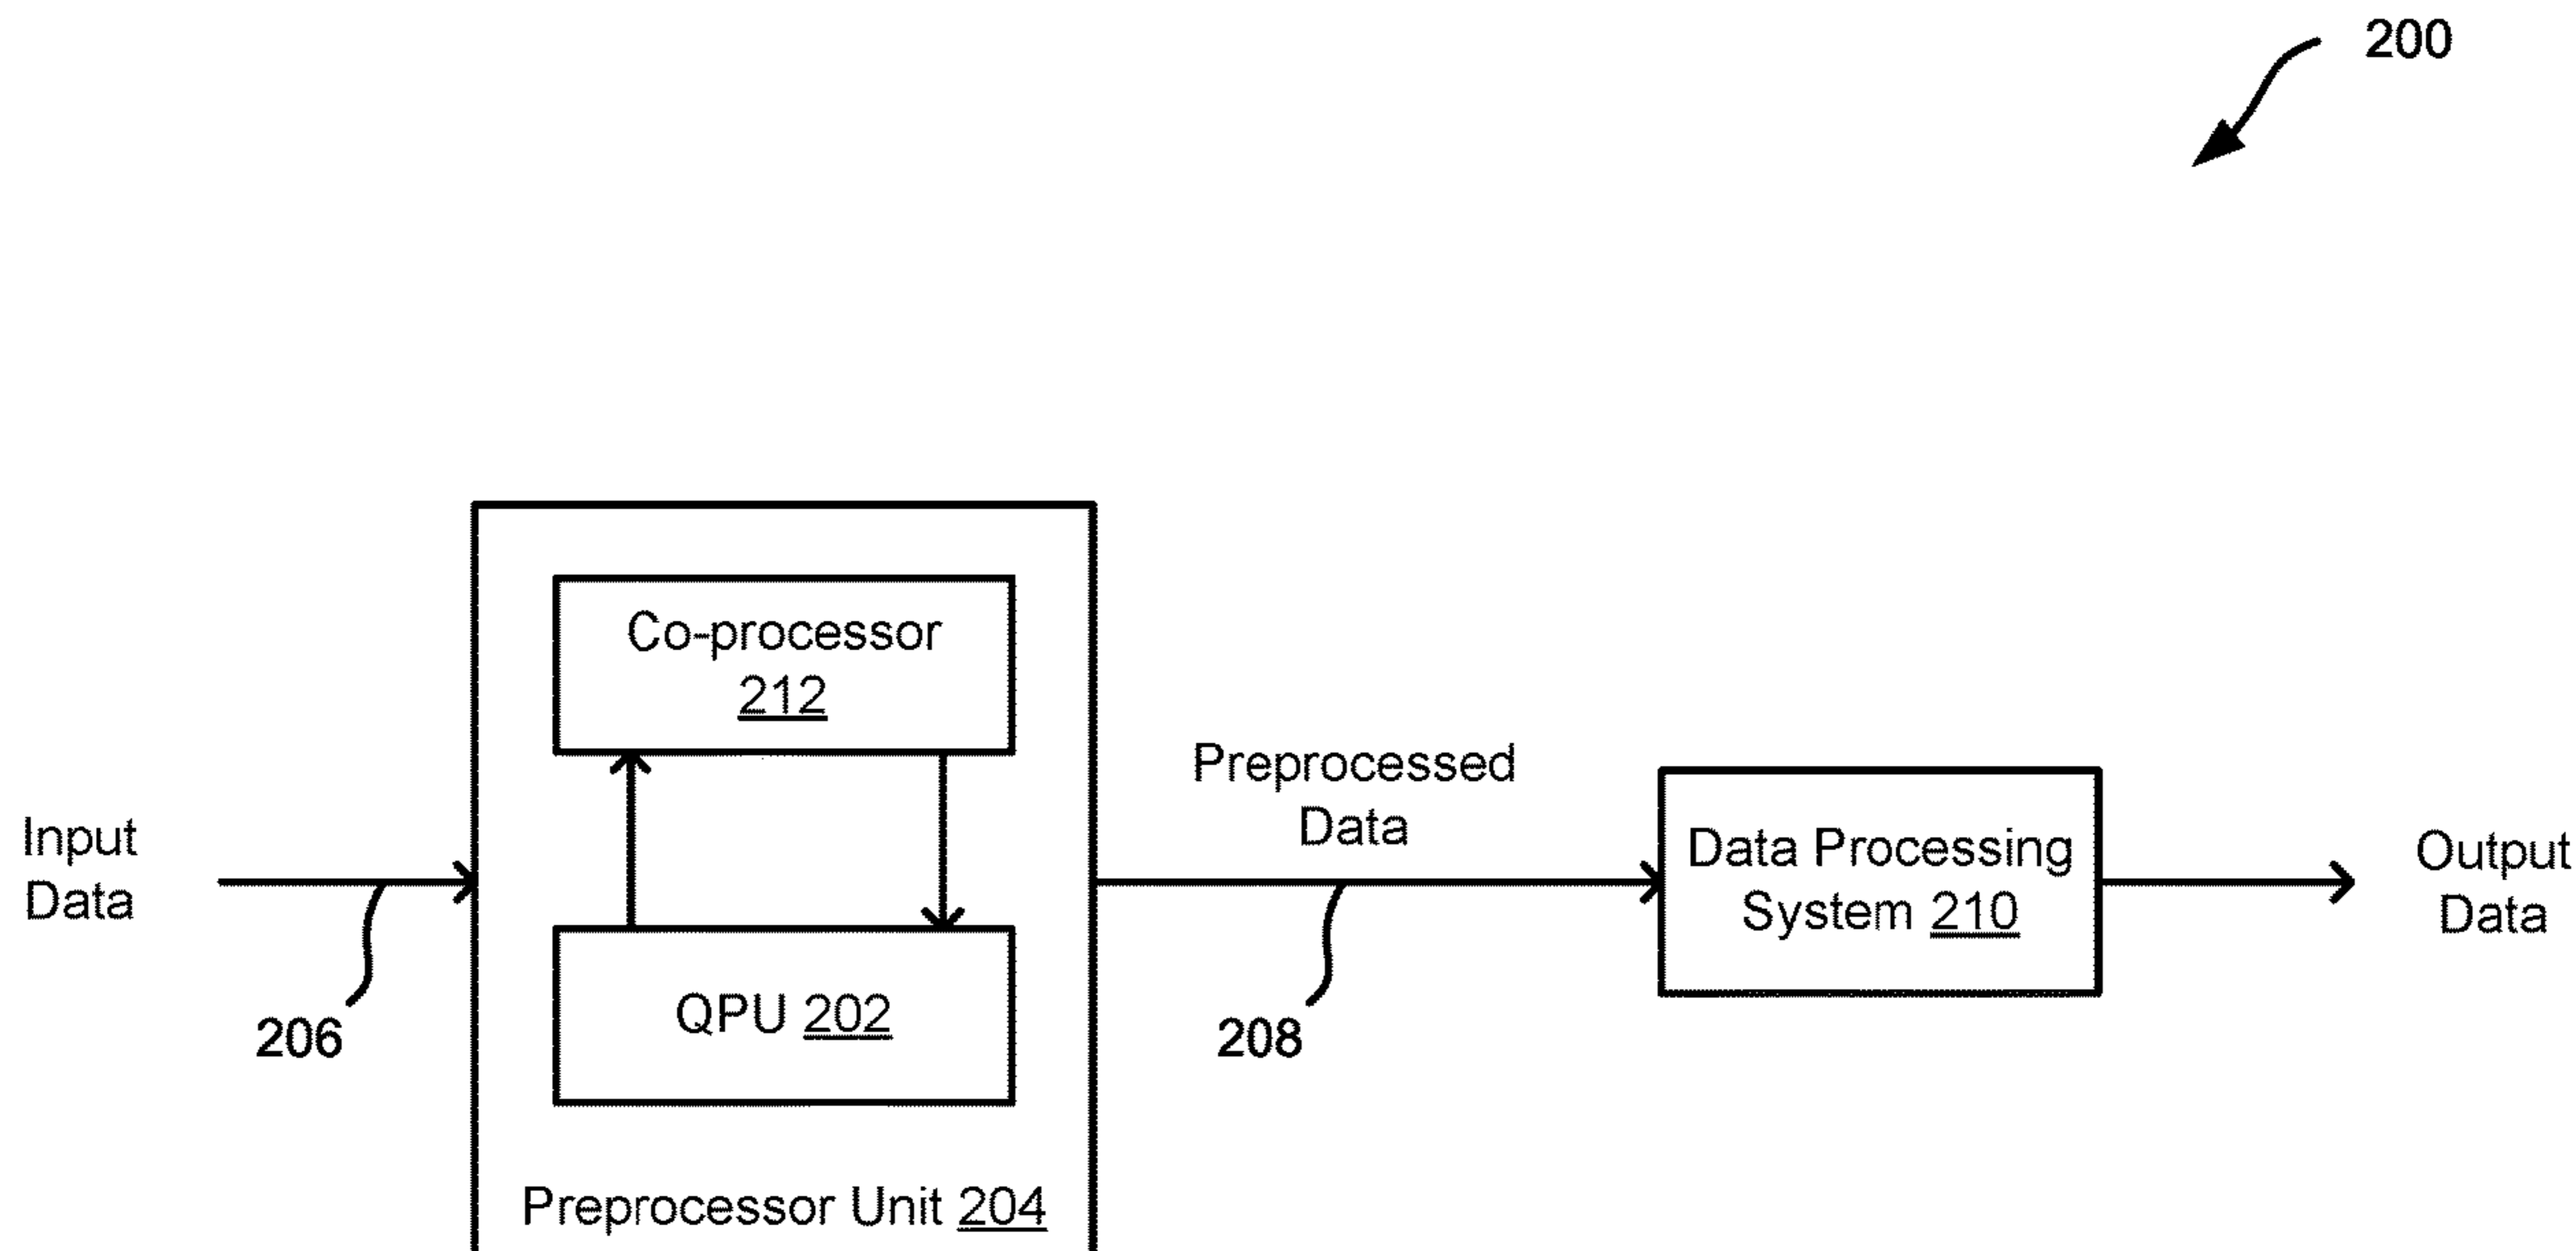 200
Co-processor
212
Preprocessed
Data
Input
Data
Data Processing
System 210
Output
Data
QPU 202
206
208
Preprocessor Unit 204